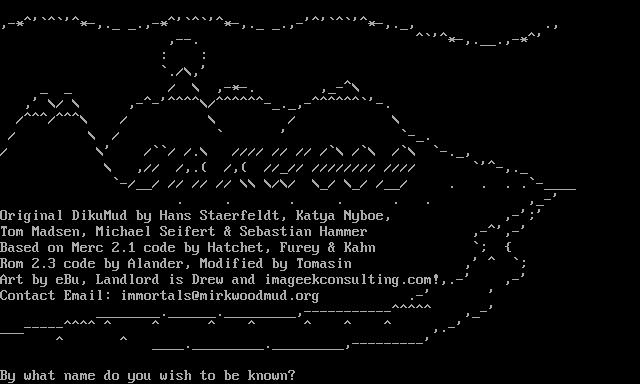 Original DikuMud by Hans Staerfeldt, Katya Nyboe,
Tom Madsen, Michael Seifert & Sebastian Hammer
Based on Merc 2.1 code by Hatchet, Furey & Kahn
Rom 2.3 code by Alander, Modified by Tomasin
Art by eBu, Landlord is Drew and imageekconsulting.com!
Contact Email: immortals@mirkwoodmud.org
By what name do you wish to be known?